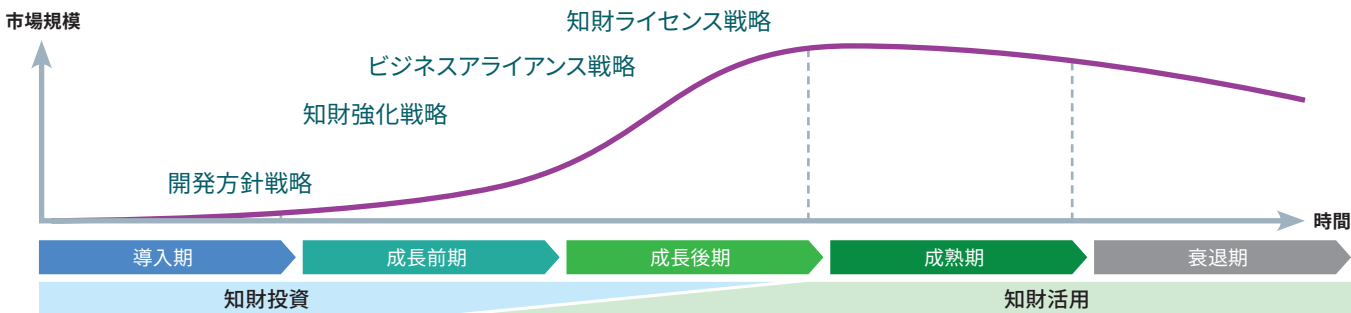 市場規模
知財ライセンス戦略
ビジネスアライアンス戦略
知財強化戦略
開発方針戦略
時間
導入期
成長前期
成長後期
成熟期
衰退期
知財投資
知財活用